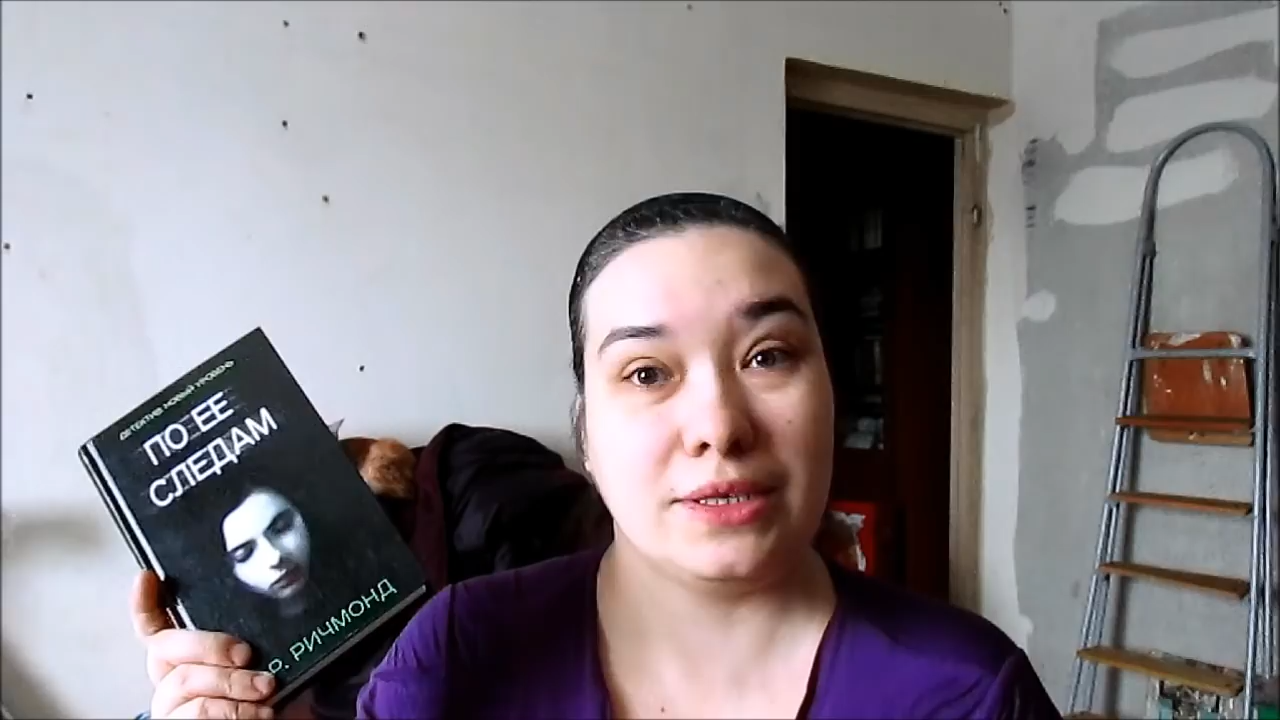 ДЕТЕКТИВ НОВЫЙ УРОВЕНЬ
ПО ЕЕ
СЛЕДАМ
Р. РИЧМОНД